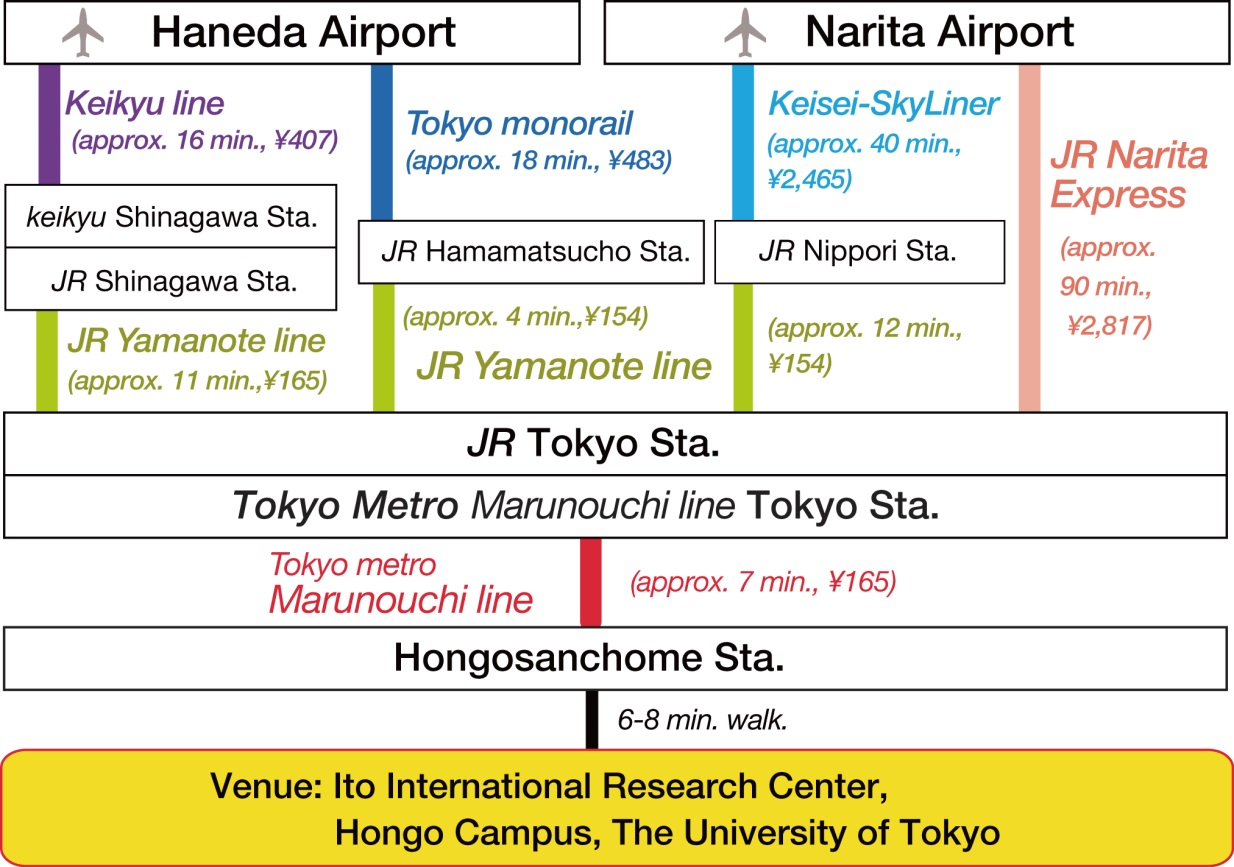 Haneda Airport
Narita Airport
Keikyu line
(approx. 16 min., ¥407)
Tokyo monorail
(approx. 18 min., ¥483)
Keisei-SkyLiner
(approx. 40 min.,
¥2,465)
JR Narita
Express
(approx.
90 min.,
¥2,817)
keikyu Shinagawa Sta.
JR Shinagawa Sta.
JR Hamamatsucho Sta.
JR Nippori Sta.
JR Yamanote line
(approx. 11 min.,¥165)
(approx. 4 min.,¥154)
JR Yamanote line
(approx. 12 min.,
¥154)
JR Tokyo Sta.
Tokyo Metro Marunouchi line Tokyo Sta.
Tokyo metro
Marunouchi line
(approx. 7 min., ¥165)
Hongosanchome Sta.
6-8 min. walk.
Venue: Ito International Research Center,
Hongo Campus, The University of Tokyo